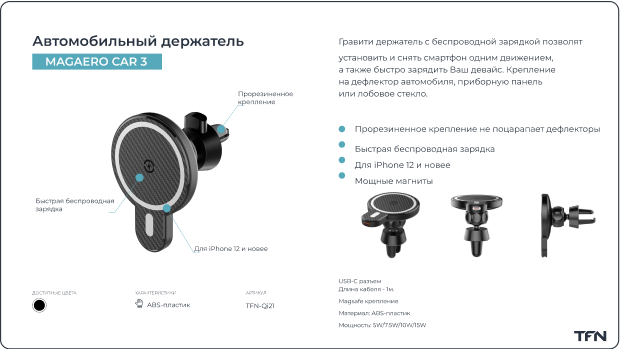 Автомобильный держатель
MAGAERO CAR 3
Прорезиненное
крепление
Быстрая беспроводная
зарядка
Для iPhone 12 и новее
ДОСТУПНЫЕ ЦВЕТА
ХАРАКТЕРИСТИКИ
АРТИКУЛ
ABS-пластик
TFN-Qi21
Гравити держатель с беспроводной зарядкой позволят
установить и снять смартфон одним движением,
а также быстро зарядить Ваш девайс. Крепление
на дефлектор автомобиля, приборную панель
или лобовое стекло.
Прорезиненное крепление не поцарапает дефлекторы
Быстрая беспроводная зарядка
Для iPhone 12 и новее
Мощные магниты
USB-C разъем
Длина кабеля - 1м.
Magsafe крепление
Материал: ABS-пластик
Мощность: 5W/7.5W/10W/15W
TFN